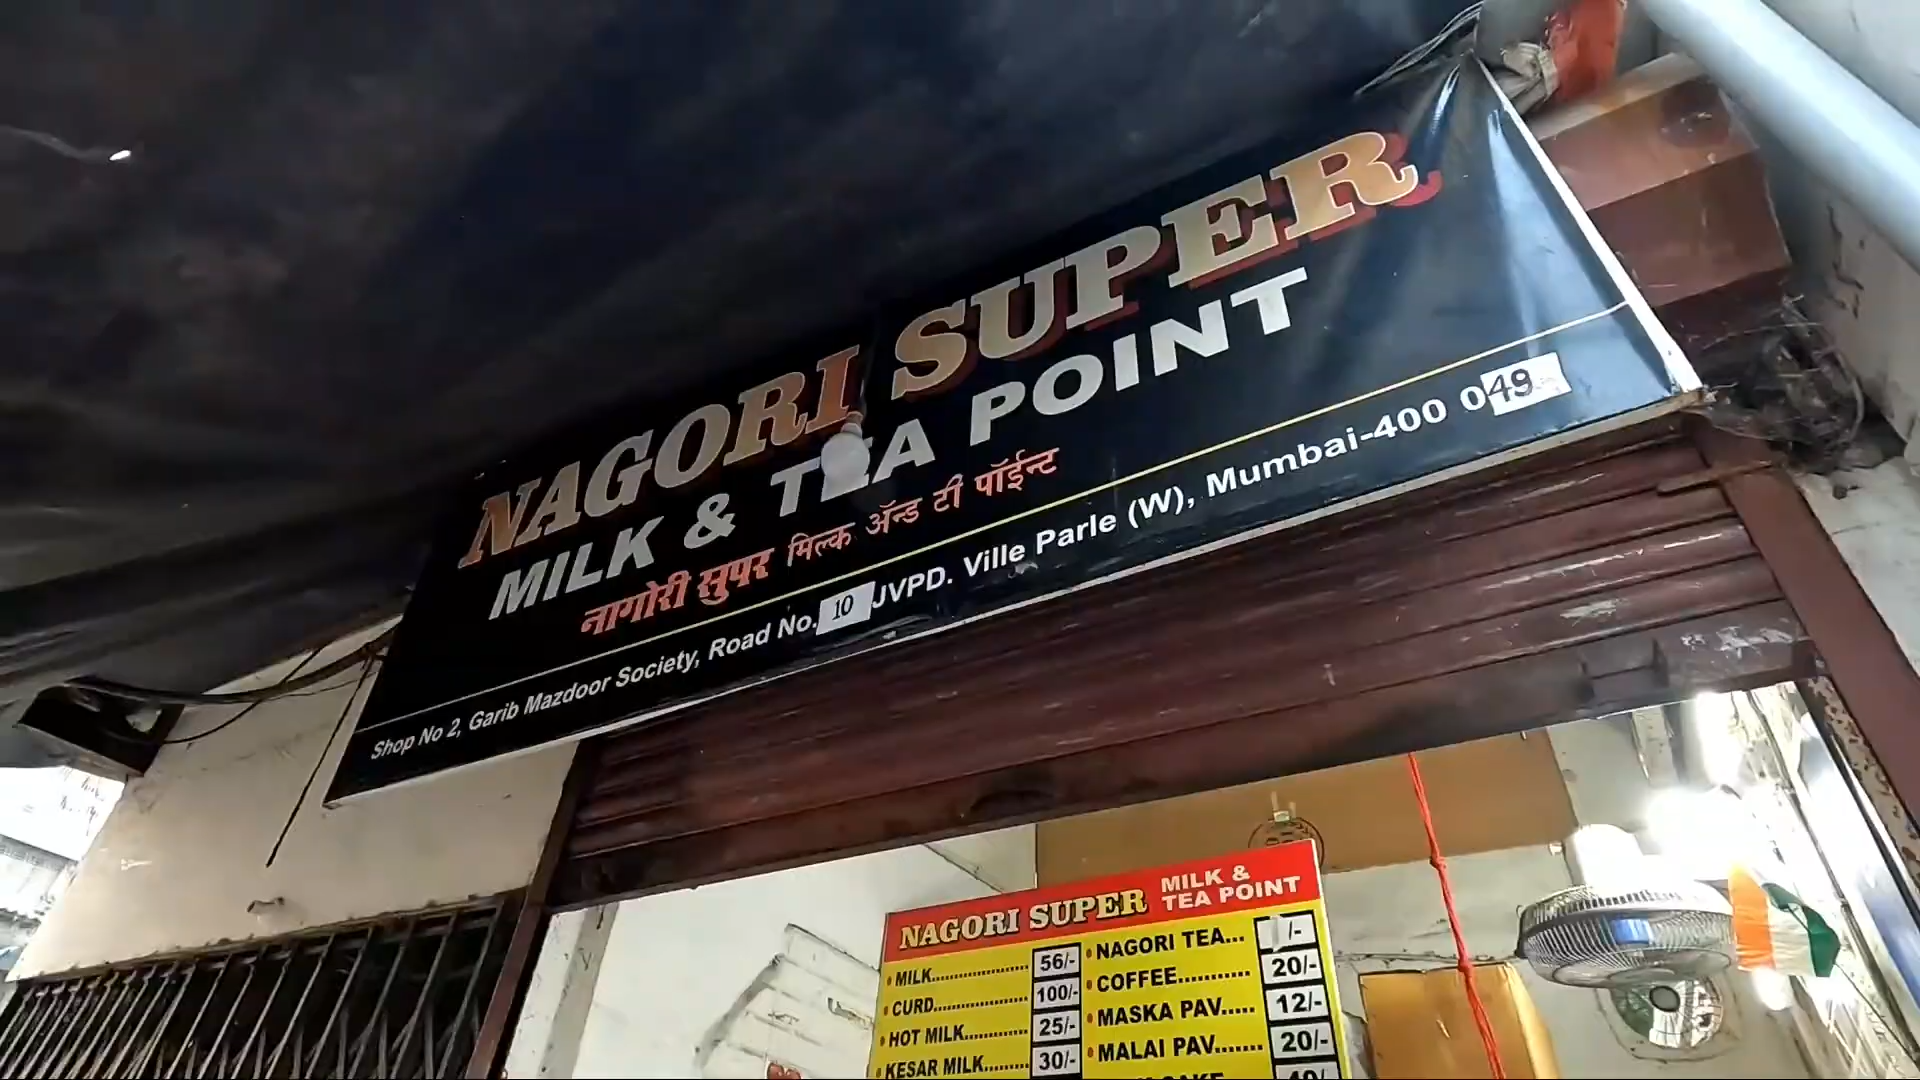 NAGORI SUPER
MILK & TEA POINT
नागोरी सुपर मिल्क ॲन्ड टी पॉईन्ट
Shop No 2, Garib Mazdoor Society, Road No. 10 JVPD. Ville Parle (W), Mumbai-400 049
NAGORI SUPER MILK & TEA POINT
MILK.................... 56/-
CURD.................... 100/-
HOT MILK............ 25/-
KESAR MILK......... 30/-
NAGORI TEA... /-
COFFEE.......... 20/-
MASKA PAV..... 12/-
MALAI PAV....... 20/-